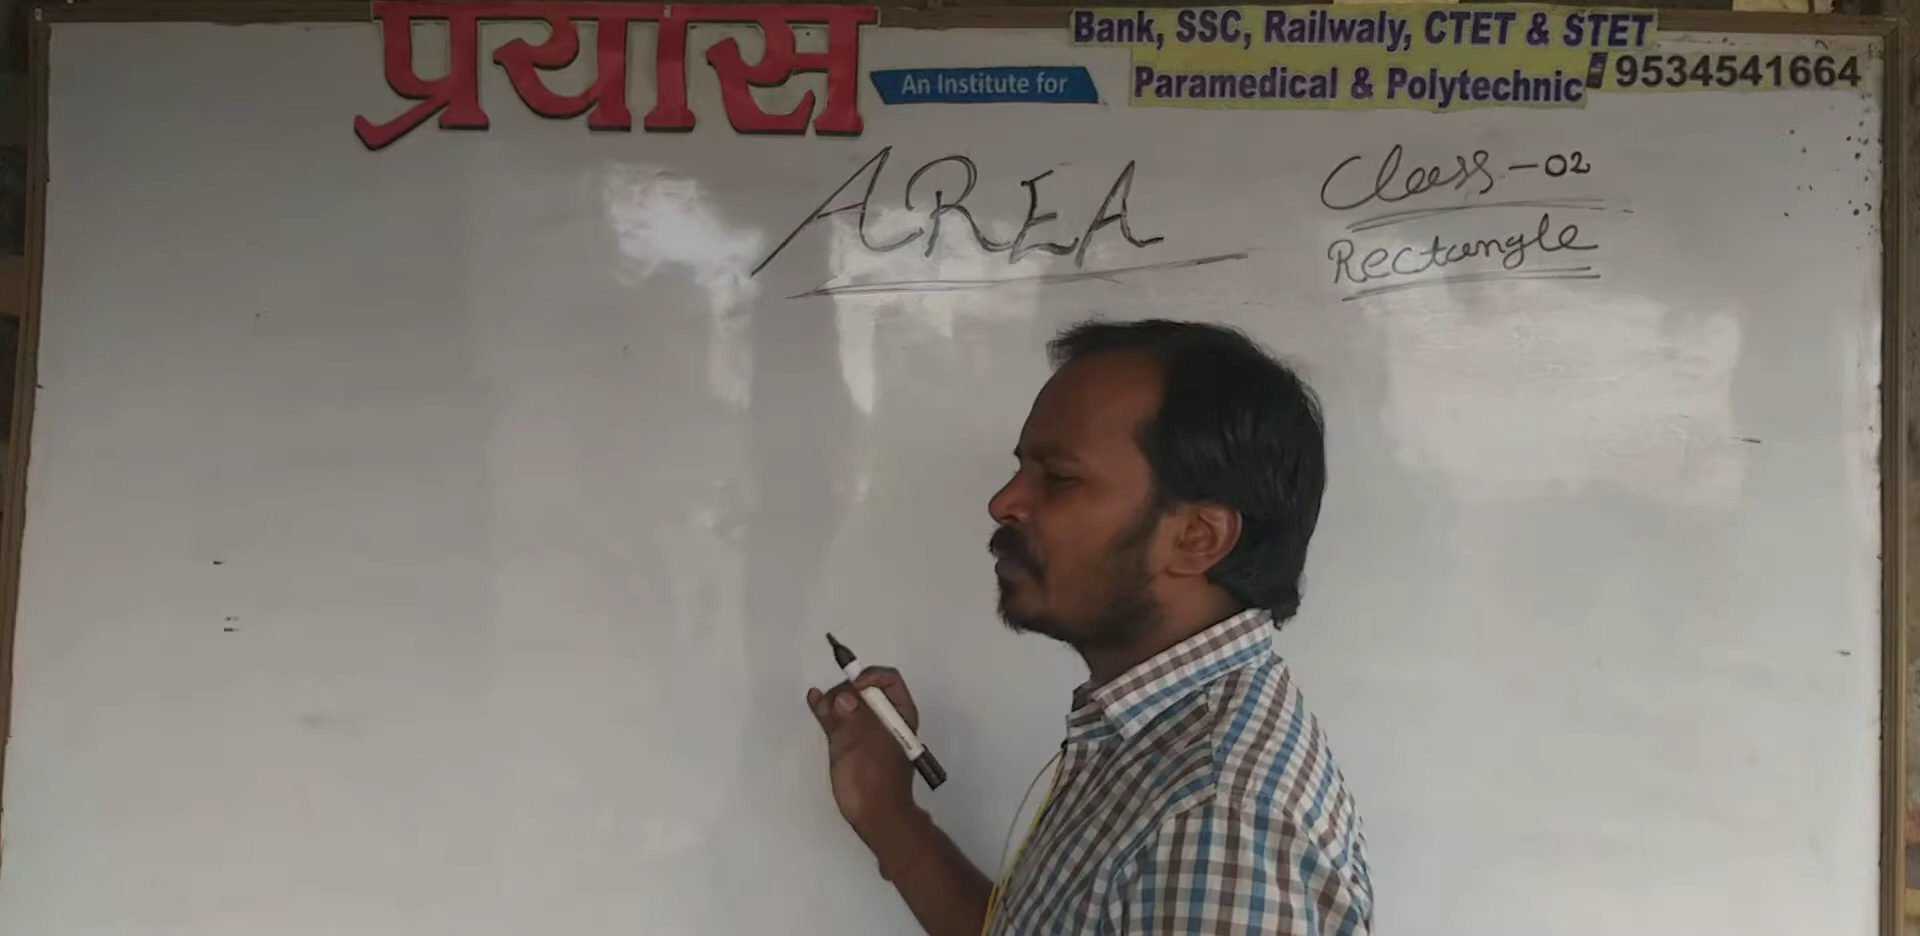 प्रयास
An Institute for
Bank, SSC, Railwaly, CTET & STET
Paramedical & Polytechnic 9534541664
AREA
Class-02
Rectangle